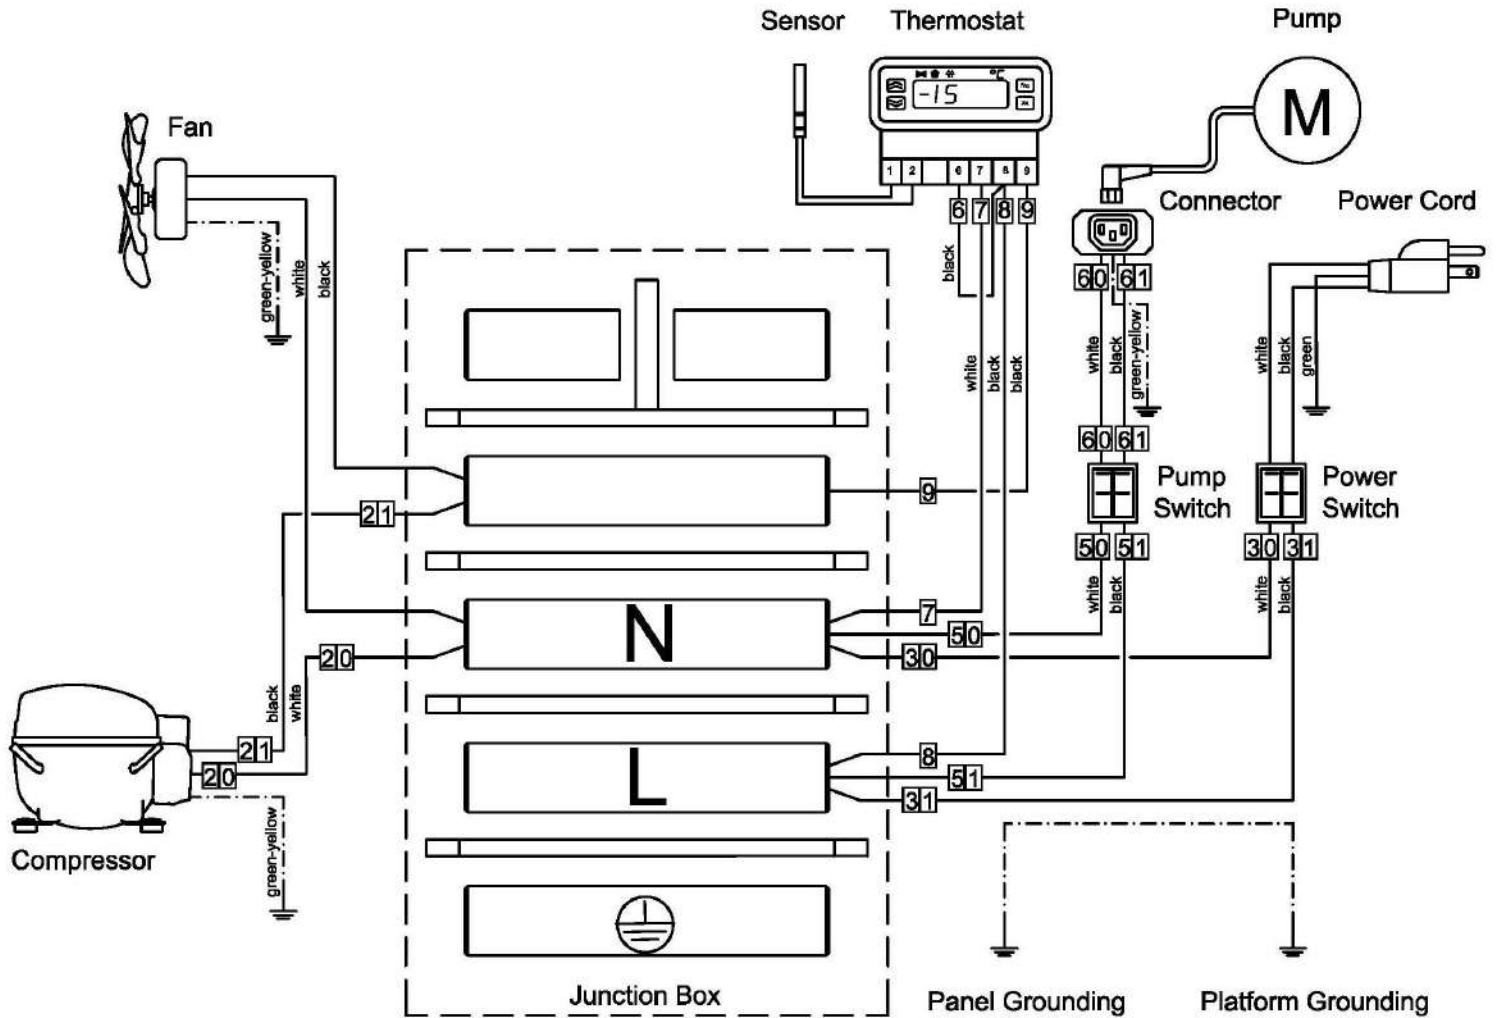 Sensor
Thermostat
Pump
°C
-15
M
Fan
1 2 6 7 8 9
Connector
Power Cord
6 7 8 9
60 61
green-yellow
white
black
black
white
black
black
white
black
green-yellow
white
black
green
60 61
Pump
Switch
Power
Switch
9
21
50 51
30 31
white
black
white
black
N
7
50
30
20
black
white
21
20
L
8
51
31
green-yellow
Compressor
Junction Box
Panel Grounding
Platform Grounding